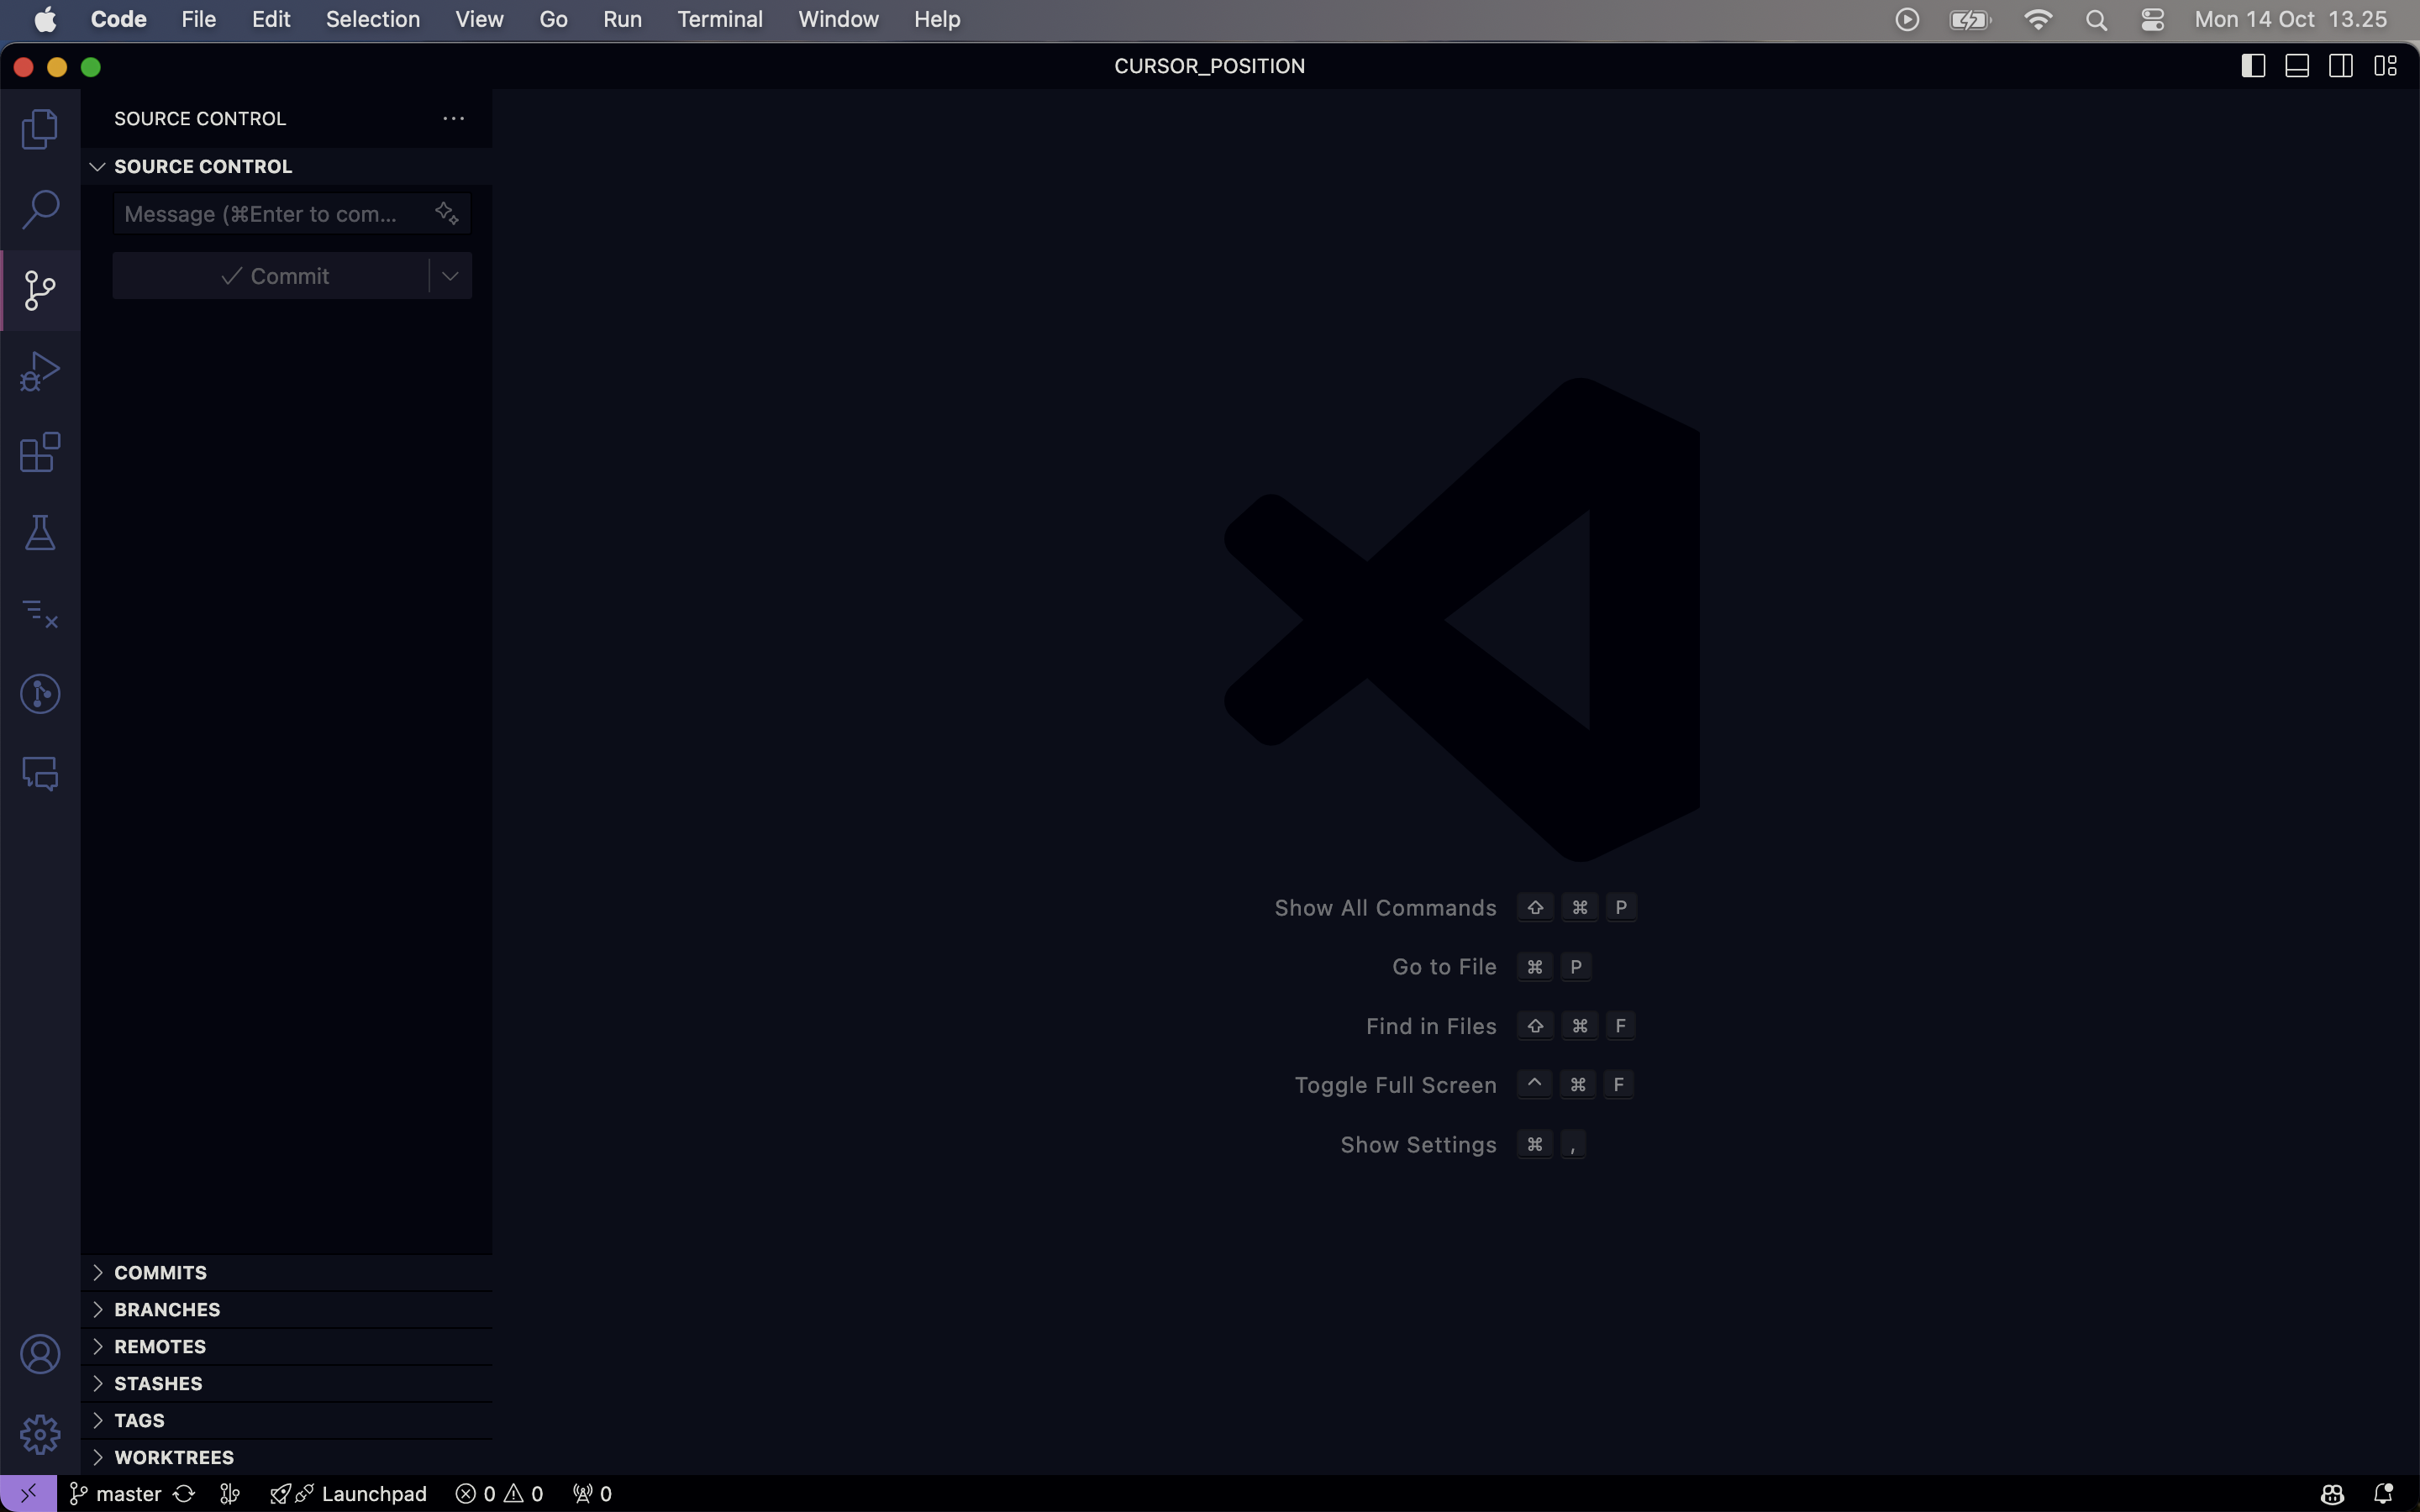 Code File Edit Selection View Go Run Terminal Window Help Mon 14 Oct 13.25
CURSOR_POSITION
SOURCE CONTROL
SOURCE CONTROL
Message (⌘Enter to com...
Commit
Show All Commands ⇧ ⌘ P
Go to File ⌘ P
Find in Files ⇧ ⌘ F
Toggle Full Screen ^ ⌘ F
Show Settings ⌘ ,
COMMITS
BRANCHES
REMOTES
STASHES
TAGS
WORKTREES
master Launchpad 0 0 0